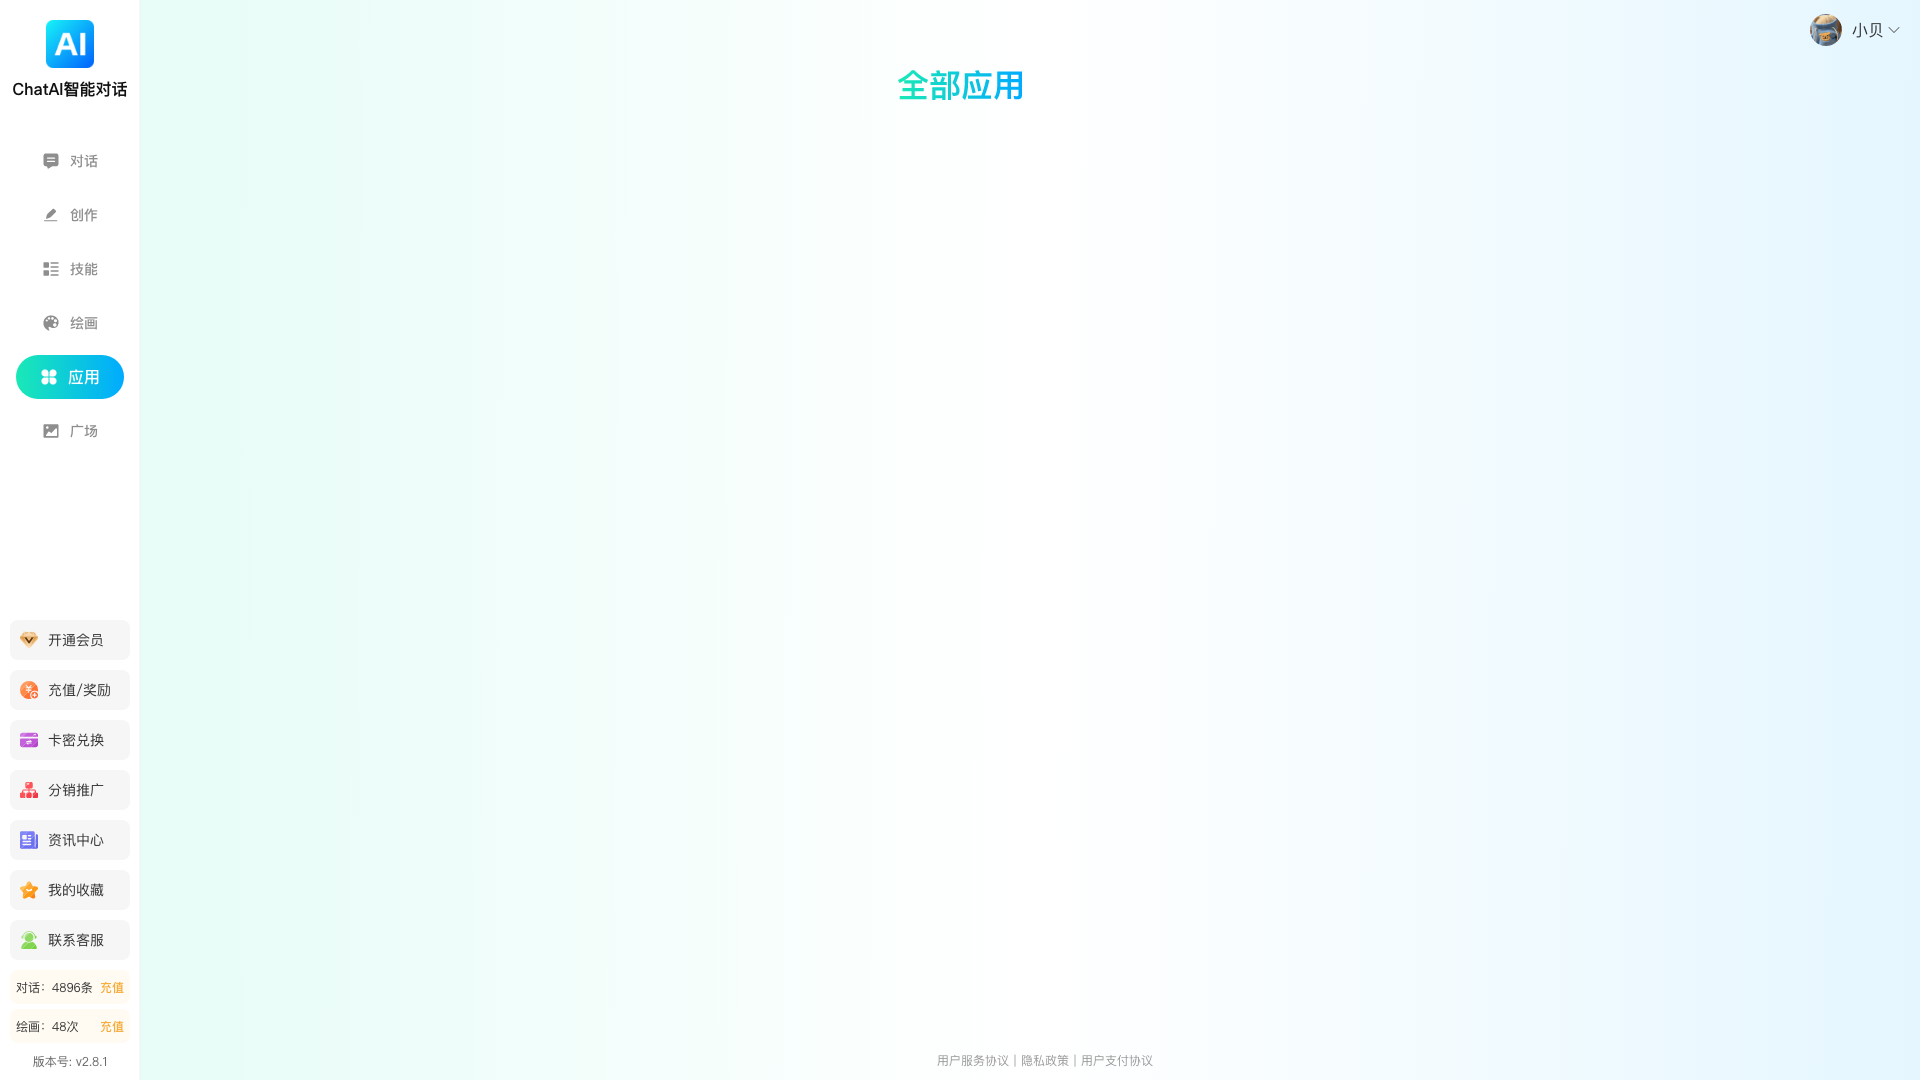 AI
ChatAI智能对话
对话
创作
技能
绘画
应用
广场
开通会员
充值/奖励
卡密兑换
分销推广
资讯中心
我的收藏
联系客服
对话：4896条 充值
绘画：48次 充值
版本号: v2.8.1
小贝
全部应用
用户服务协议 | 隐私政策 | 用户支付协议